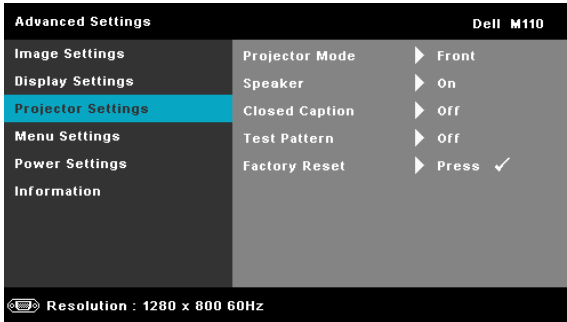 Advanced Settings Dell M110
Image Settings Projector Mode Front
Display Settings Speaker On
Projector Settings Closed Caption Off
Menu Settings Test Pattern Off
Power Settings Factory Reset Press ✓
Information
Resolution : 1280 x 800 60Hz